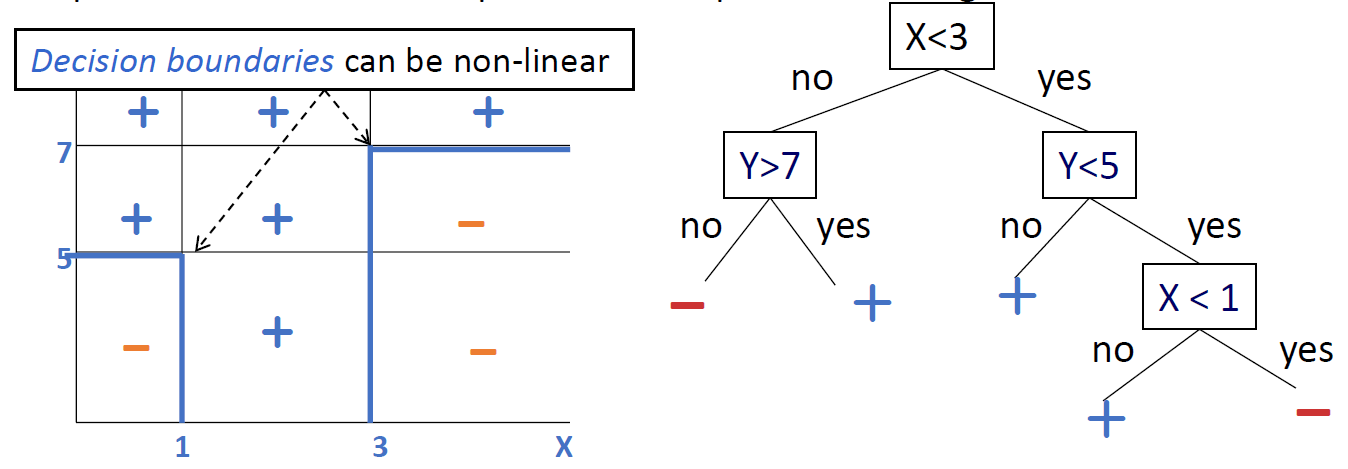 Decision boundaries can be non-linear
+ + +
7
+ + −
5
− + −
1 3 X
X<3
no yes
Y>7 Y<5
no yes no yes
− + +
X < 1
no yes
+ −